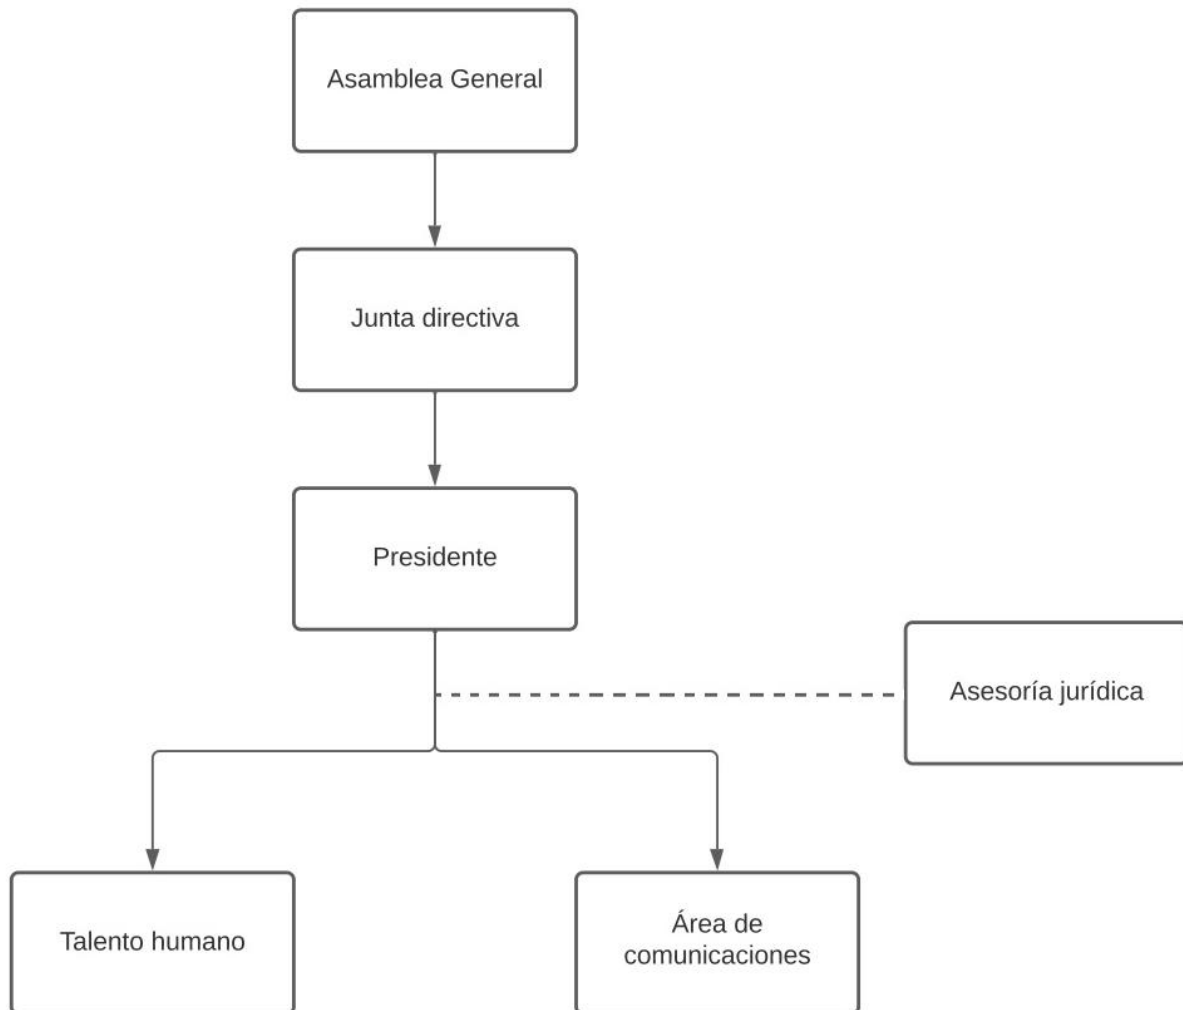 Asamblea General
Junta directiva
Presidente
Asesoría jurídica
Talento humano
Área de
comunicaciones